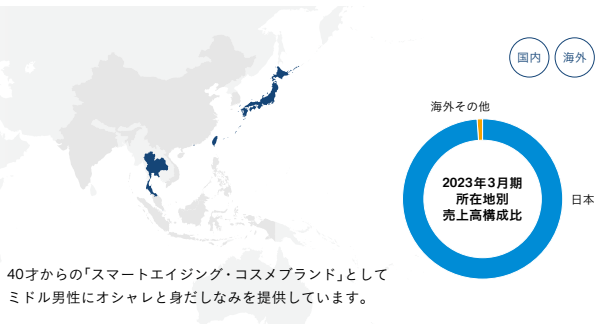 国内 海外
海外その他
2023年3月期
所在地別
売上高構成比
日本
40才からの｢スマートエイジング・コスメブランド｣として
ミドル男性にオシャレと身だしなみを提供しています。